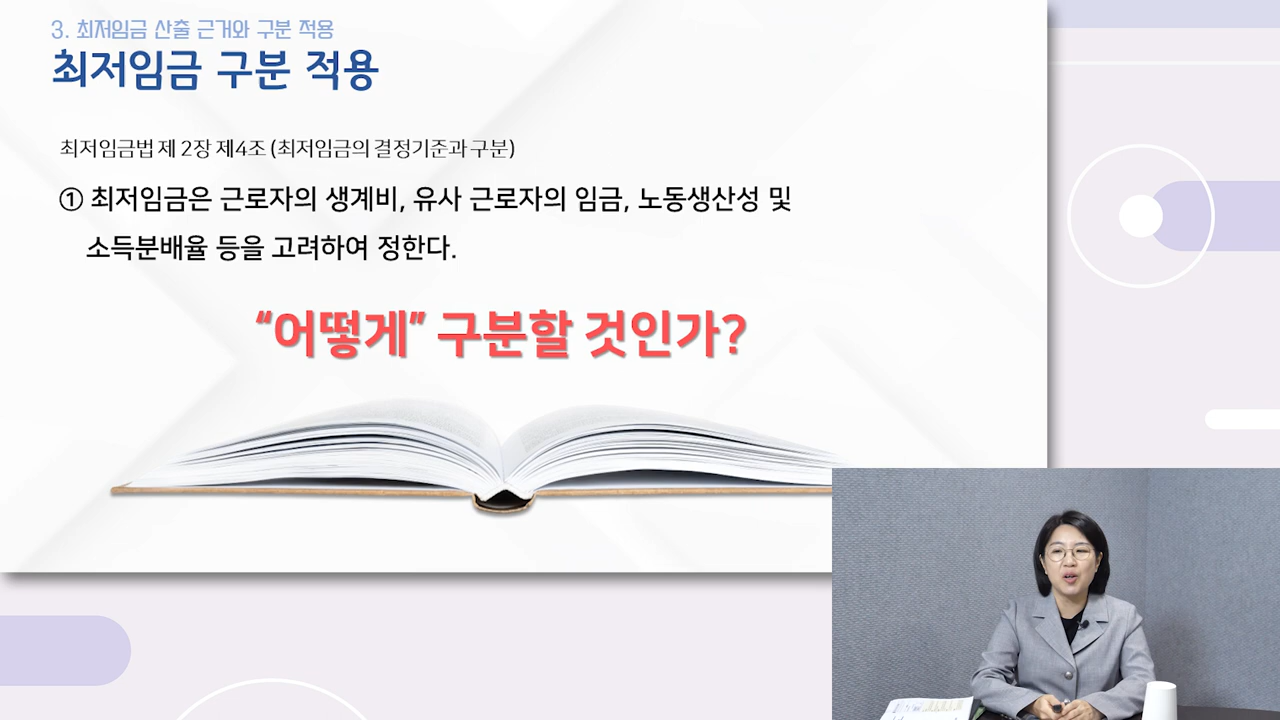 3. 최저임금 산출 근거와 구분 적용
최저임금 구분 적용
최저임금법 제 2장 제4조 (최저임금의 결정기준과 구분)
① 최저임금은 근로자의 생계비, 유사 근로자의 임금, 노동생산성 및
소득분배율 등을 고려하여 정한다.
“어떻게” 구분할 것인가?